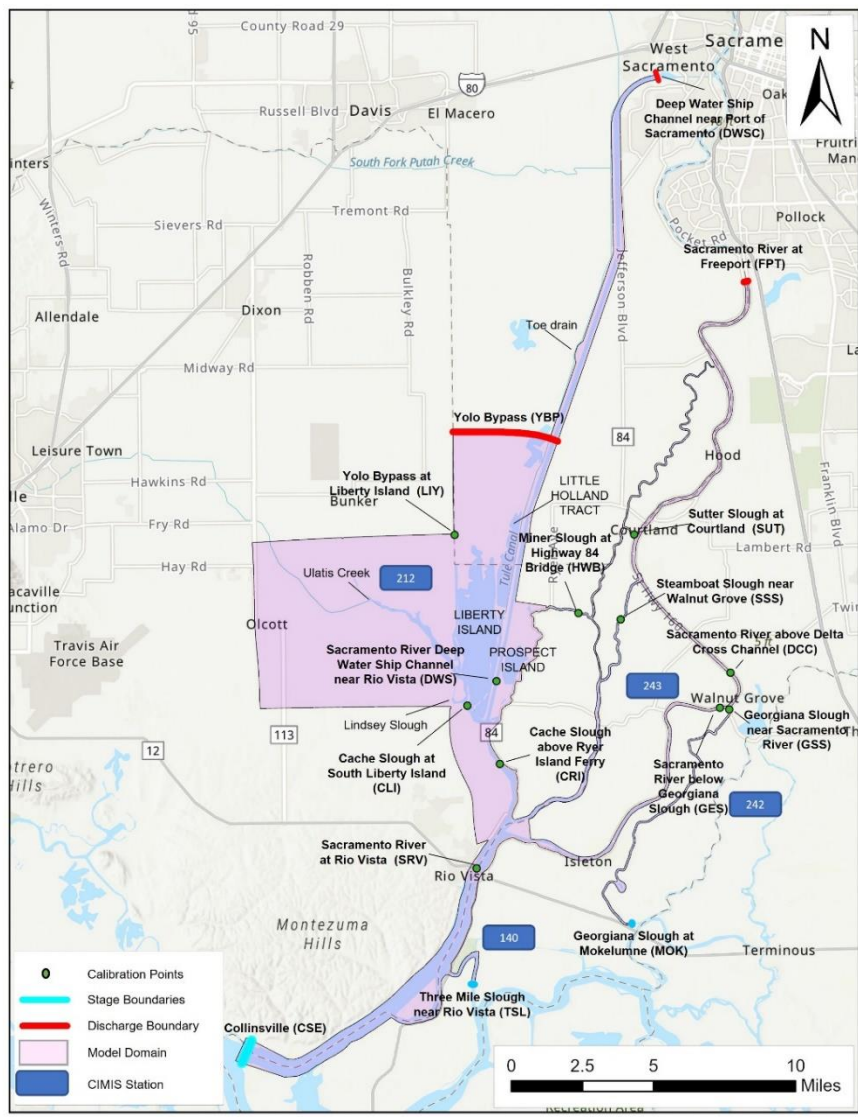 rd 95
County Road 29
West
Sacramento
Sacrame
N
80
Davis
El Macero
Russell Blvd
Deep Water Ship
Channel near Port of
Sacramento (DWSC)
Oak
Fruitri
Man
inters
Winters Rd
South Fork Putah Creek
Tremont Rd
Sievers Rd
Robben Rd
Bulkley Rd
Pocket Rd
Pollock
Sacramento River at
Freeport (FPT)
Jefferson Blvd
Allendale
Dixon
Toe drain
Midway Rd
Yolo Bypass (YBP)
84
Leisure Town
Hood
Yolo Bypass at
Liberty Island (LIY)
LITTLE
HOLLAND
TRACT
Hawkins Rd
Bunker
Franklin Blvd
lle
Alamo Dr
Fry Rd
Hay Rd
Courtland
Sutter Slough at
Courtland (SUT)
Miner Slough at
Highway 84
Bridge (HWB)
Lambert Rd
Tule Canal
acaville
unction
Ulatis Creek
212
Steamboat Slough near
Walnut Grove (SSS)
Twit
Olcott
LIBERTY
ISLAND
Travis Air
Force Base
Sacramento River Deep
Water Ship Channel
near Rio Vista (DWS)
PROSPECT
ISLAND
Sacramento River above Delta
Cross Channel (DCC)
243
Walnut Grove
Lindsey Slough
84
113
12
Cache Slough at
South Liberty Island
(CLI)
Cache Slough
above Ryer
Island Ferry
(CRI)
Georgiana Slough
near Sacramento
River (GSS)
Sacramento
River below
Georgiana
Slough (GES)
trero
Hills
242
Sacramento River
at Rio Vista (SRV)
Isleton
Rio Vista
Montezuma
Hills
140
Georgiana Slough at
Mokelumne (MOK)
Terminous
Three Mile Slough
near Rio Vista (TSL)
Collinsville (CSE)
Calibration Points
Stage Boundaries
Discharge Boundary
Model Domain
CIMIS Station
0 2.5 5 10
Miles
Recreation Area